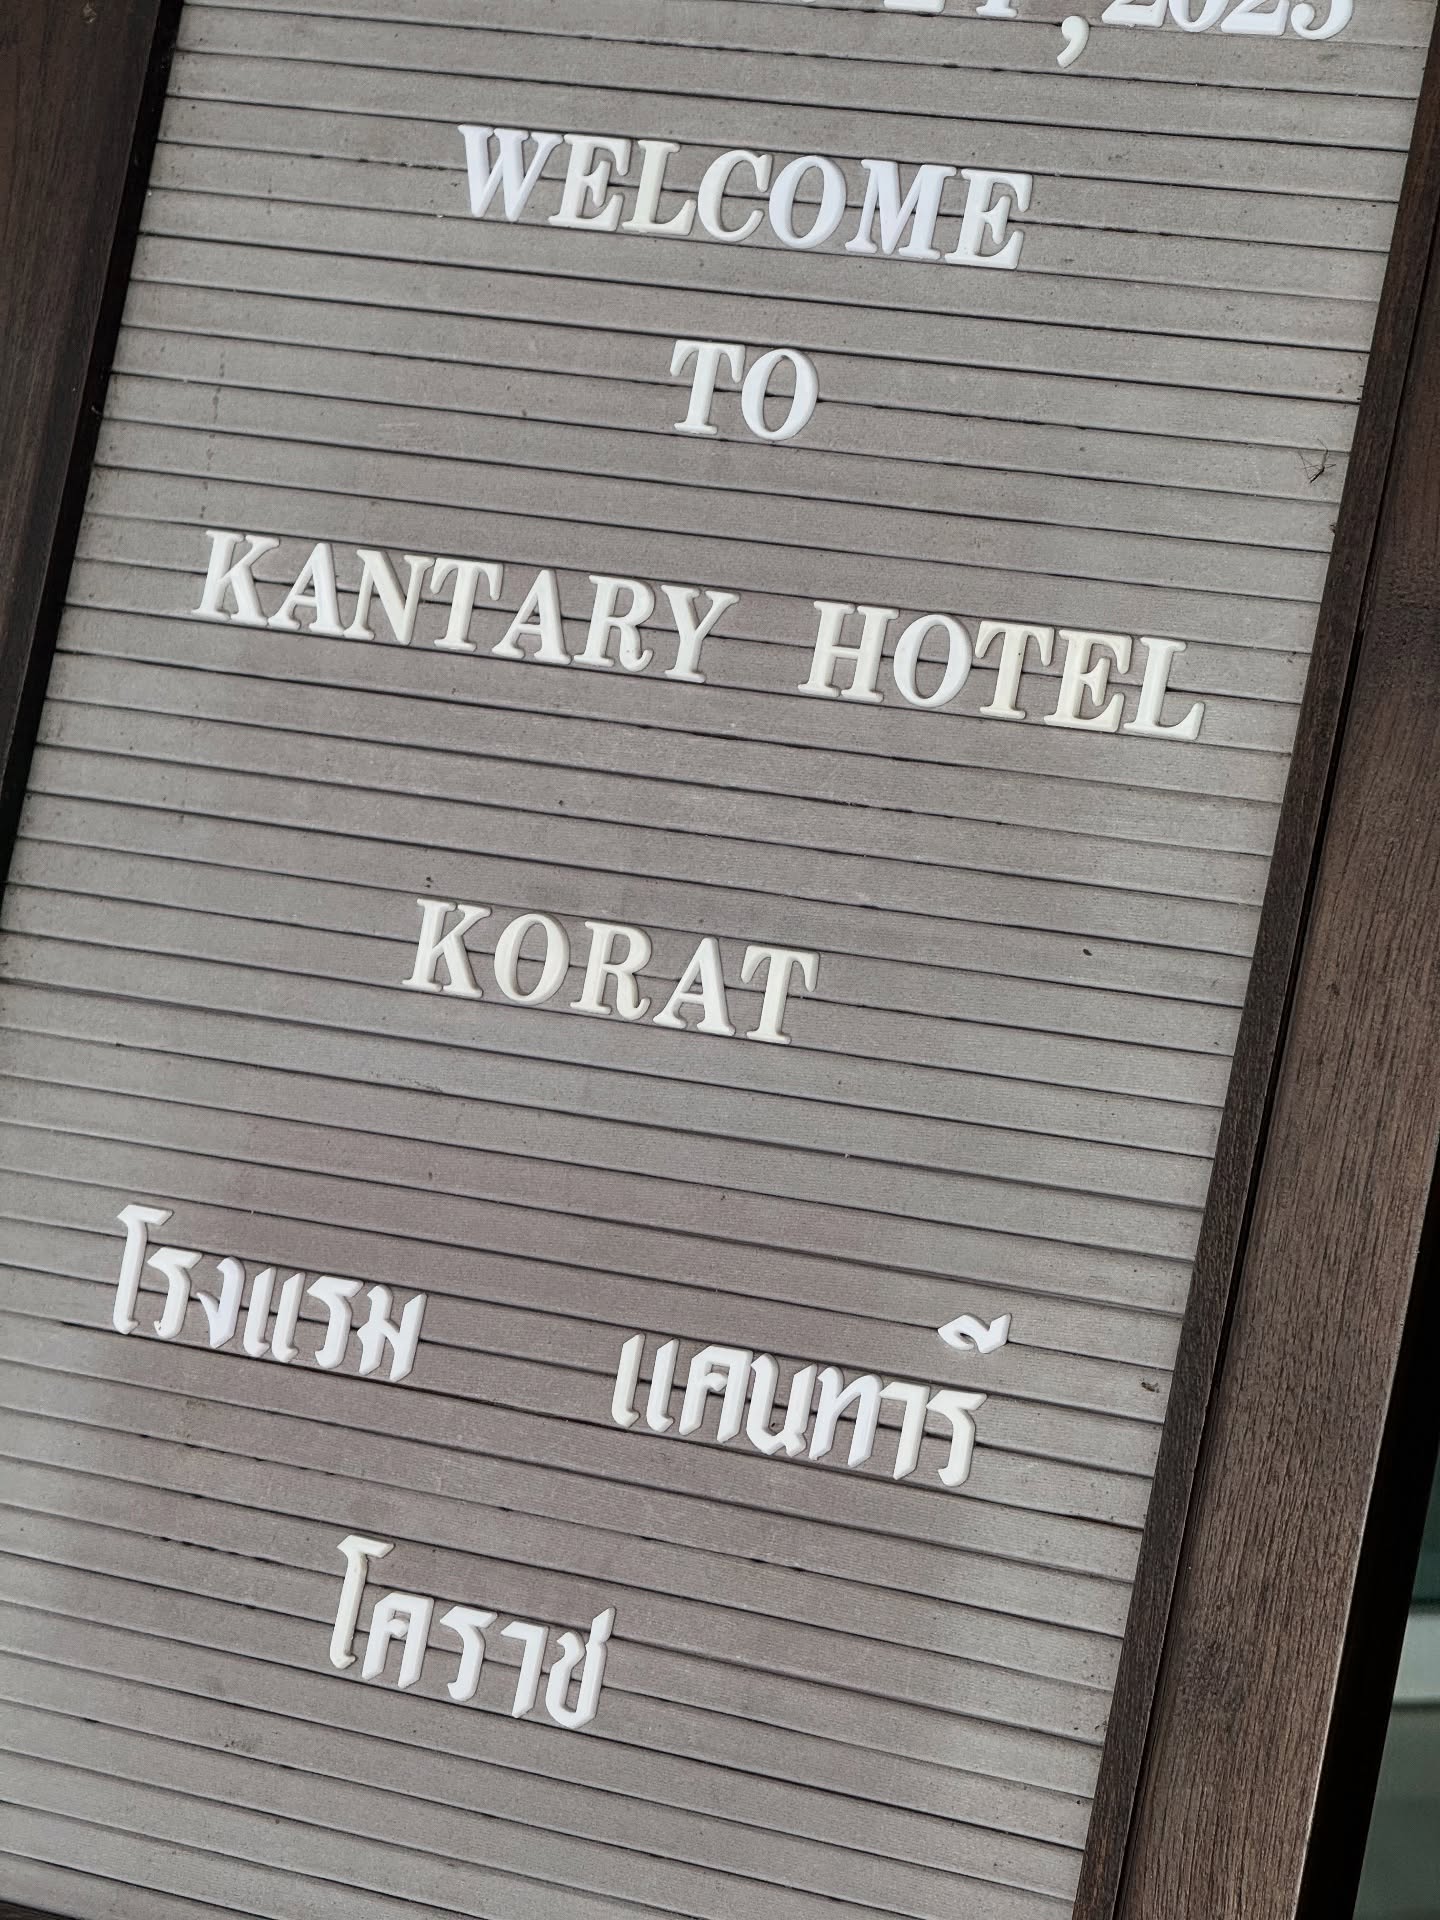 ,2025
WELCOME
TO
KANTARY HOTEL
KORAT
โรงแรม แคนทารี
โคราช